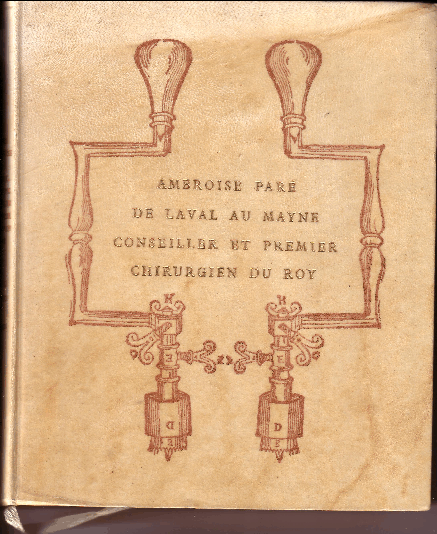 AMBROISE PARÉ
DE LAVAL AU MAYNE
CONSEILLER ET PREMIER
CHIRURGIEN DU ROY
H H
E E
D D